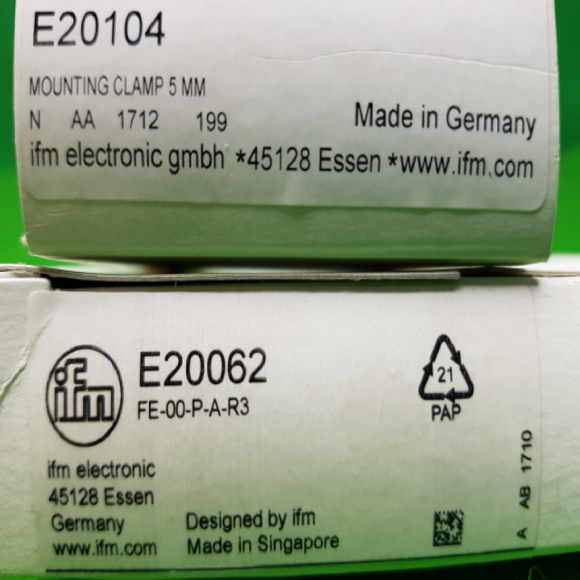 E20104
MOUNTING CLAMP 5 MM
N AA 1712 199
Made in Germany
ifm electronic gmbh *45128 Essen *www.ifm.com
ifm
E20062
FE-00-P-A-R3
21
PAP
ifm electronic
45128 Essen
Germany
www.ifm.com
Designed by ifm
Made in Singapore
A AB 1710